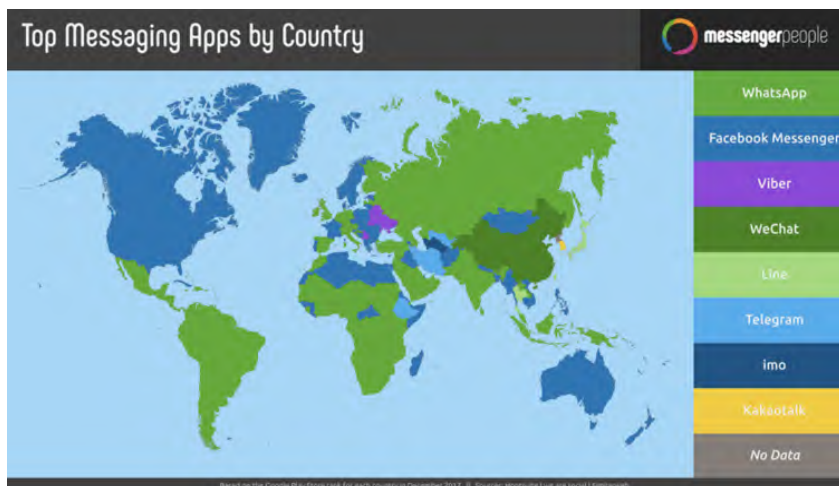 Top Messaging Apps by Country
messengerpeople
WhatsApp
Facebook Messenger
Viber
WeChat
Line
Telegram
imo
Kakaotalk
No Data